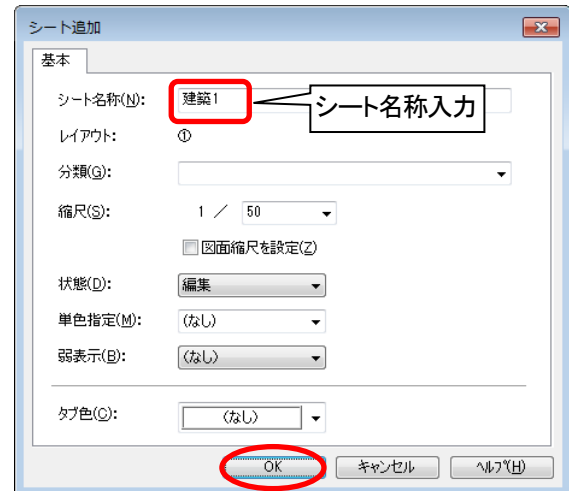 シート追加
基本
シート名称(N): 建築1 シート名称入力
レイアウト: ①
分類(G):
縮尺(S): 1 / 50
図面縮尺を設定(Z)
状態(D): 編集
単色指定(M): (なし)
弱表示(B): (なし)
タブ色(C): (なし)
OK キャンセル ヘルプ(H)